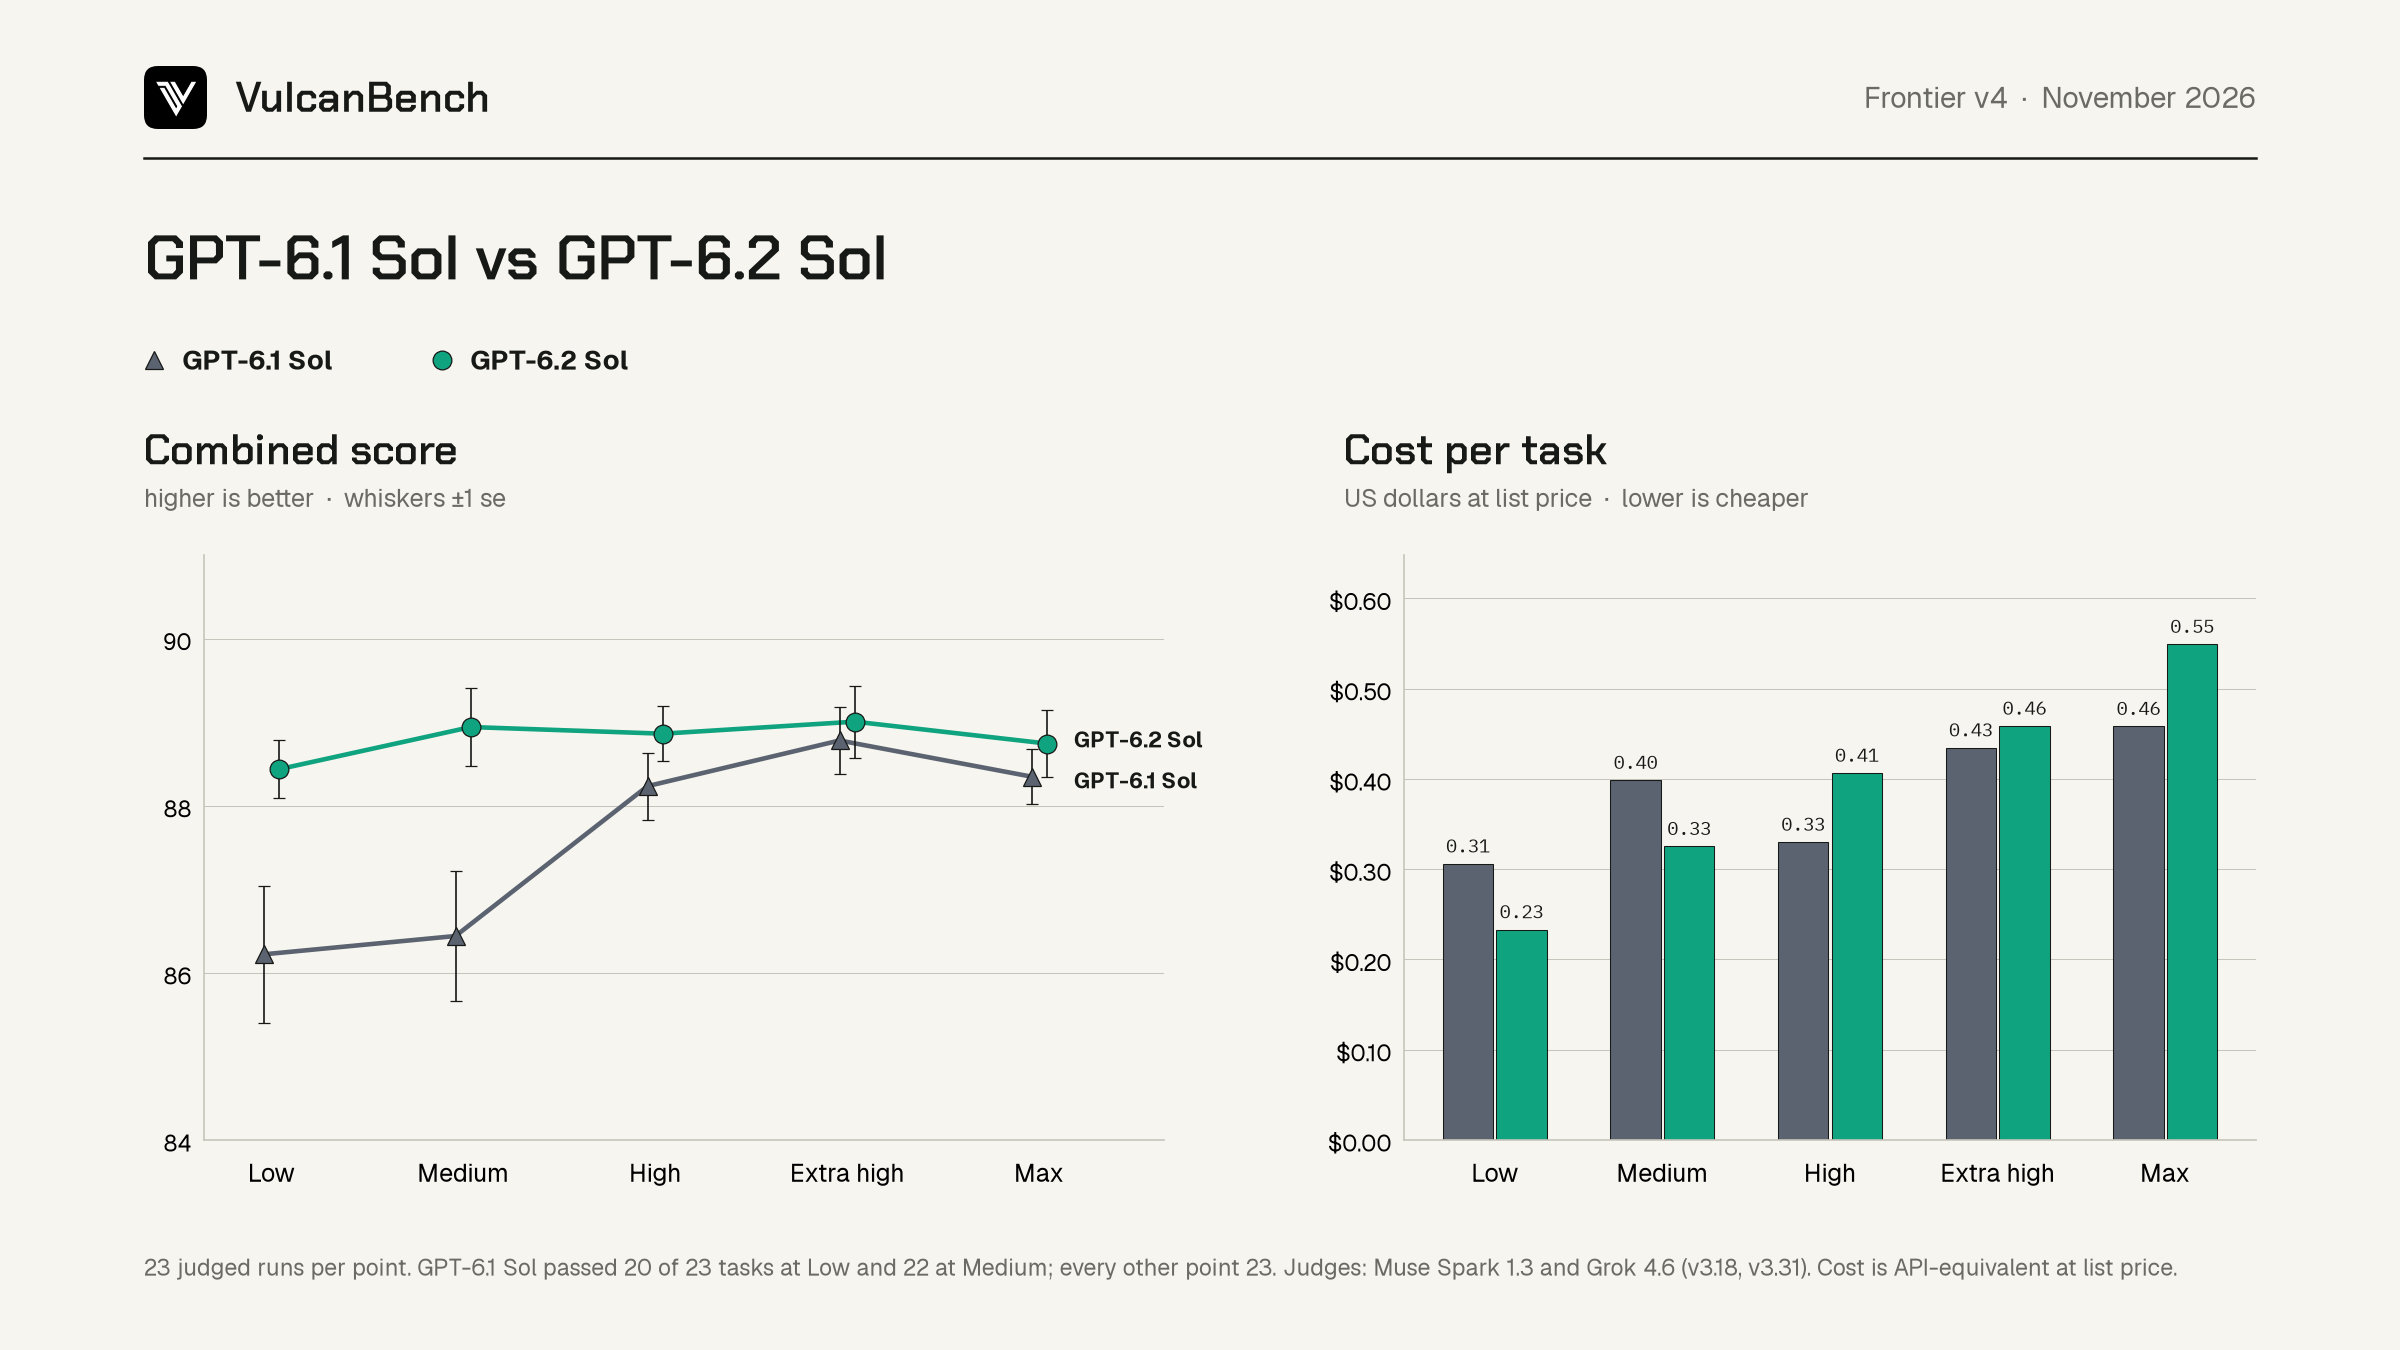 VulcanBench
Frontier v4 · November 2026
GPT-6.1 Sol vs GPT-6.2 Sol
GPT-6.1 Sol
GPT-6.2 Sol
Combined score
higher is better · whiskers ±1 se
90
88
86
84
Low
Medium
High
Extra high
Max
GPT-6.2 Sol
GPT-6.1 Sol
Cost per task
US dollars at list price · lower is cheaper
$0.60
$0.50
$0.40
$0.30
$0.20
$0.10
$0.00
0.31
0.23
0.40
0.33
0.33
0.41
0.43
0.46
0.46
0.55
Low
Medium
High
Extra high
Max
23 judged runs per point. GPT-6.1 Sol passed 20 of 23 tasks at Low and 22 at Medium; every other point 23. Judges: Muse Spark 1.3 and Grok 4.6 (v3.18, v3.31). Cost is API-equivalent at list price.